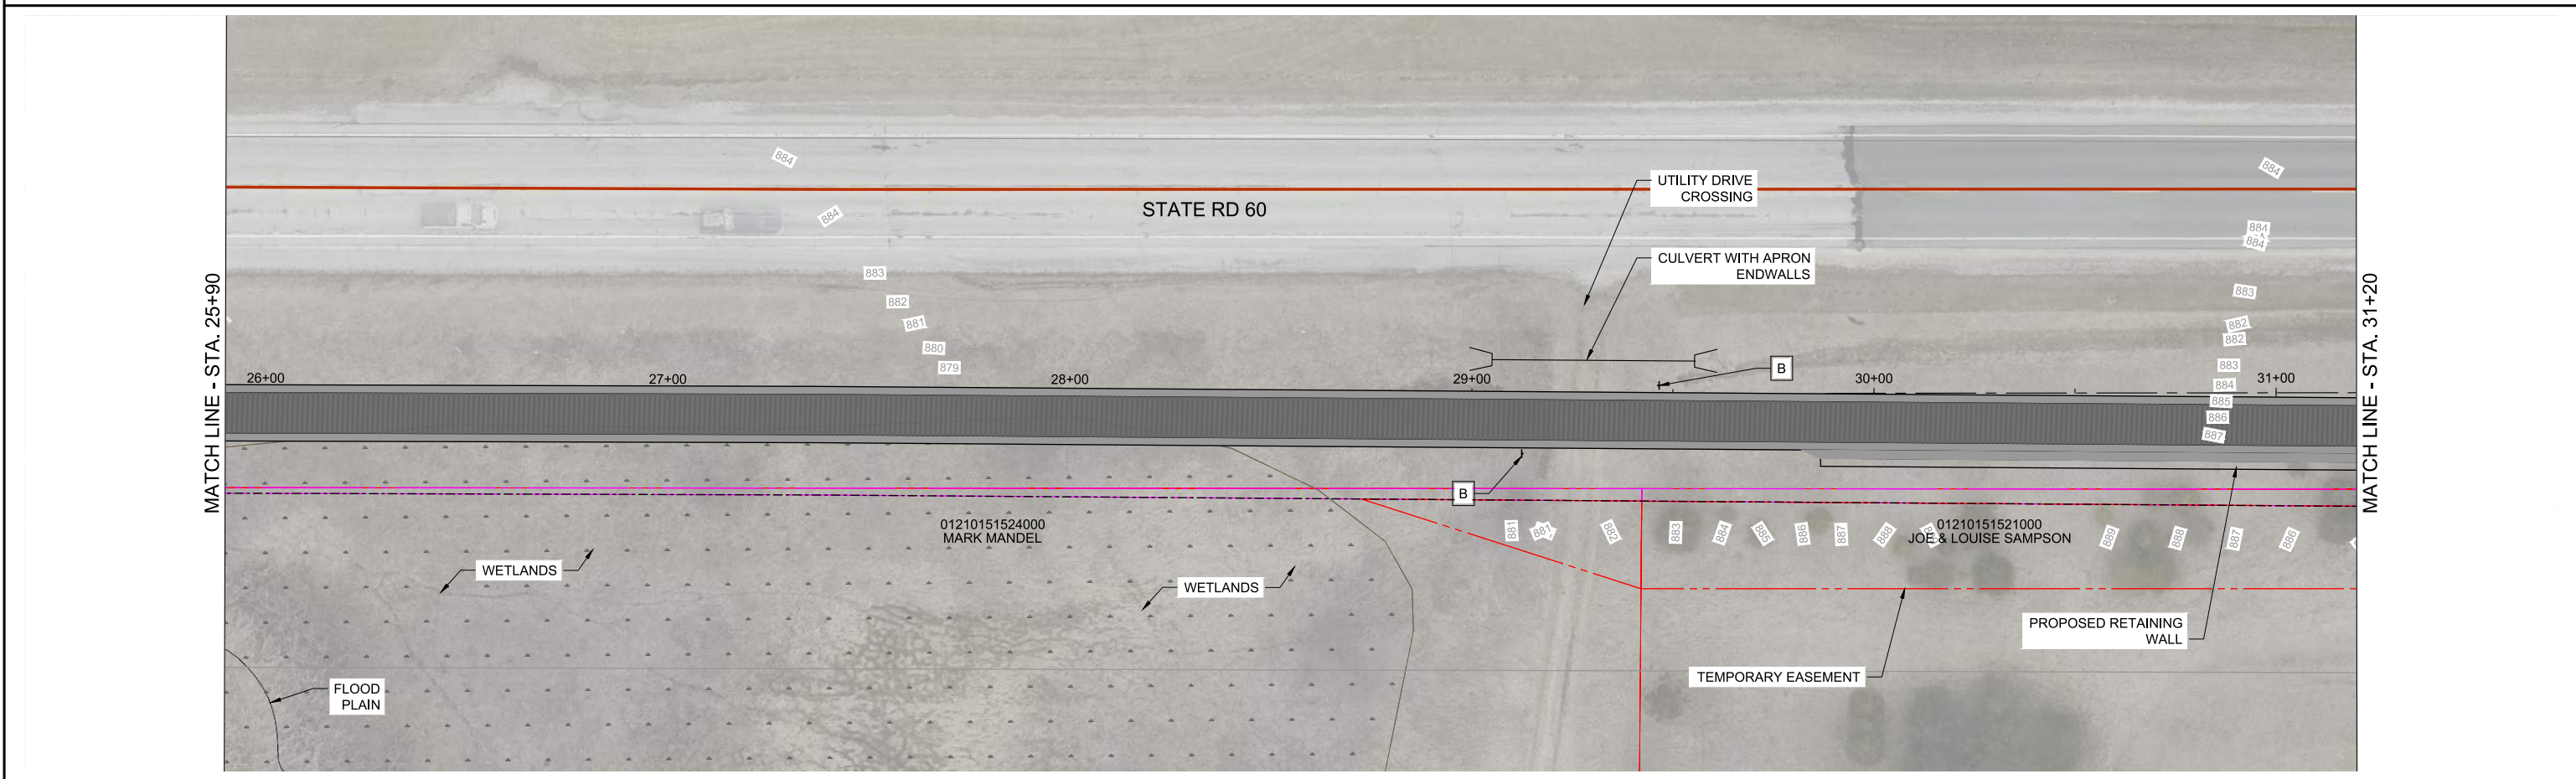 884
884
STATE RD 60
UTILITY DRIVE
CROSSING
884
884
884
CULVERT WITH APRON
ENDWALLS
883
882
881
880
879
883
882
882
883
884
885
886
887
MATCH LINE - STA. 25+90
MATCH LINE - STA. 31+20
26+00
27+00
28+00
29+00
30+00
31+00
B
B
01210151524000
MARK MANDEL
881
881
882
883
884
885
886
887
888
01210151521000
JOE & LOUISE SAMPSON
889
888
887
886
WETLANDS
WETLANDS
PROPOSED RETAINING
WALL
TEMPORARY EASEMENT
FLOOD
PLAIN